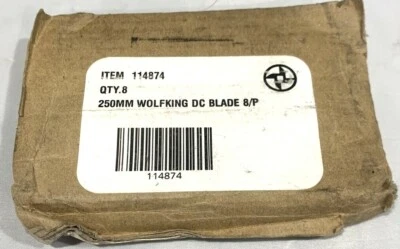 ITEM 114874
QTY.8
250MM WOLFKING DC BLADE 8/P
114874